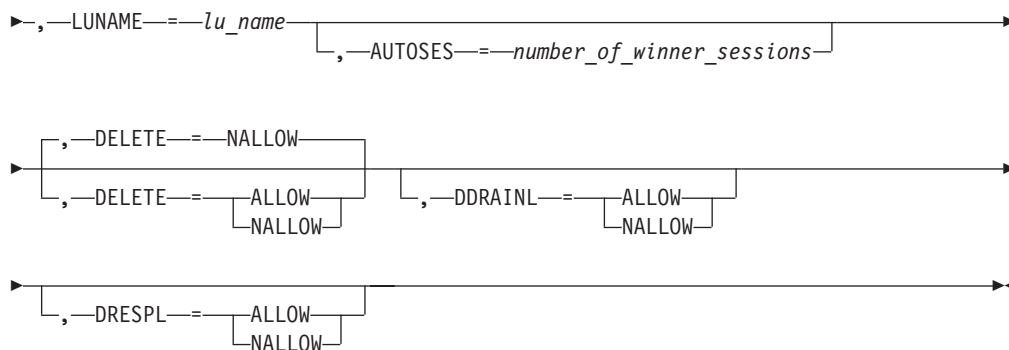 , LUNAME = lu_name
, AUTOSES = number_of_winner_sessions
, DELETE = NALLOW
, DELETE = ALLOW
NALLOW
, DDRAINL = ALLOW
NALLOW
, DRESPL = ALLOW
NALLOW